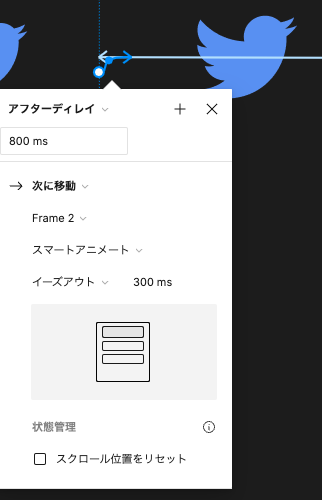 アフターディレイ
800 ms
次に移動
Frame 2
スマートアニメート
イーズアウト 300 ms
状態管理
スクロール位置をリセット